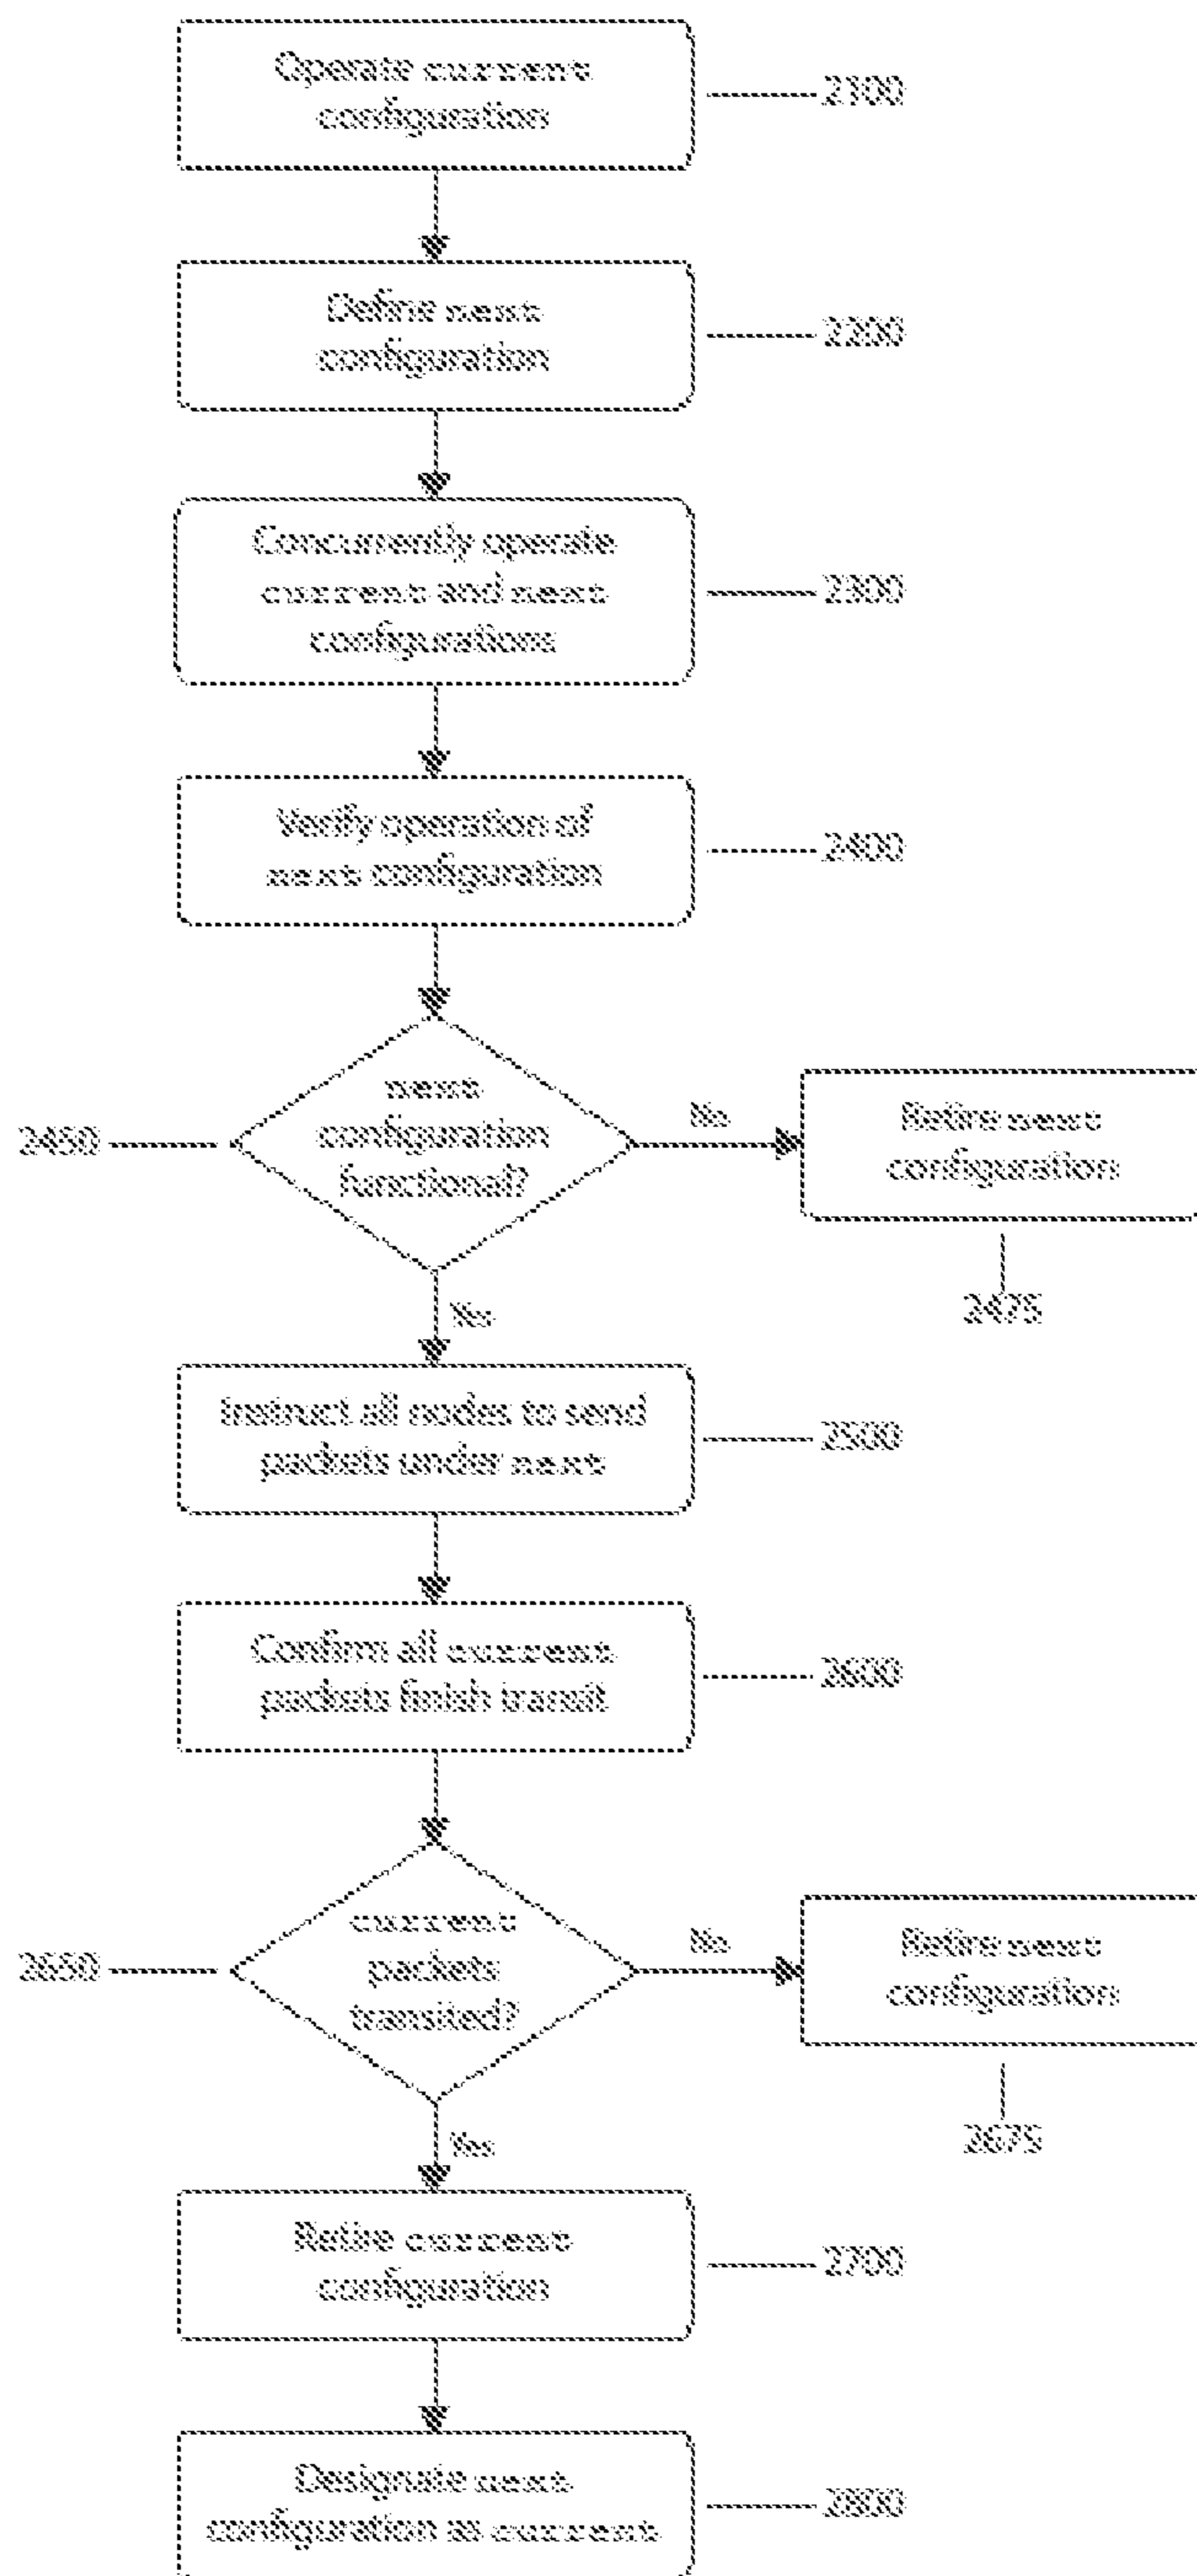 Operate current
configuration
2100
Define next
configuration
2200
Concurrently operate
current and next
configurations
2300
Verify operation of
next configuration
2400
next
configuration
functional?
2450
No
Retire next
configuration
2475
Yes
Instruct all nodes to send
packets under next
2500
Confirm all current
packets finish transit
2600
current
packets
transited?
2650
No
Retire next
configuration
2675
Yes
Retire current
configuration
2700
Designate next
configuration as current
2800